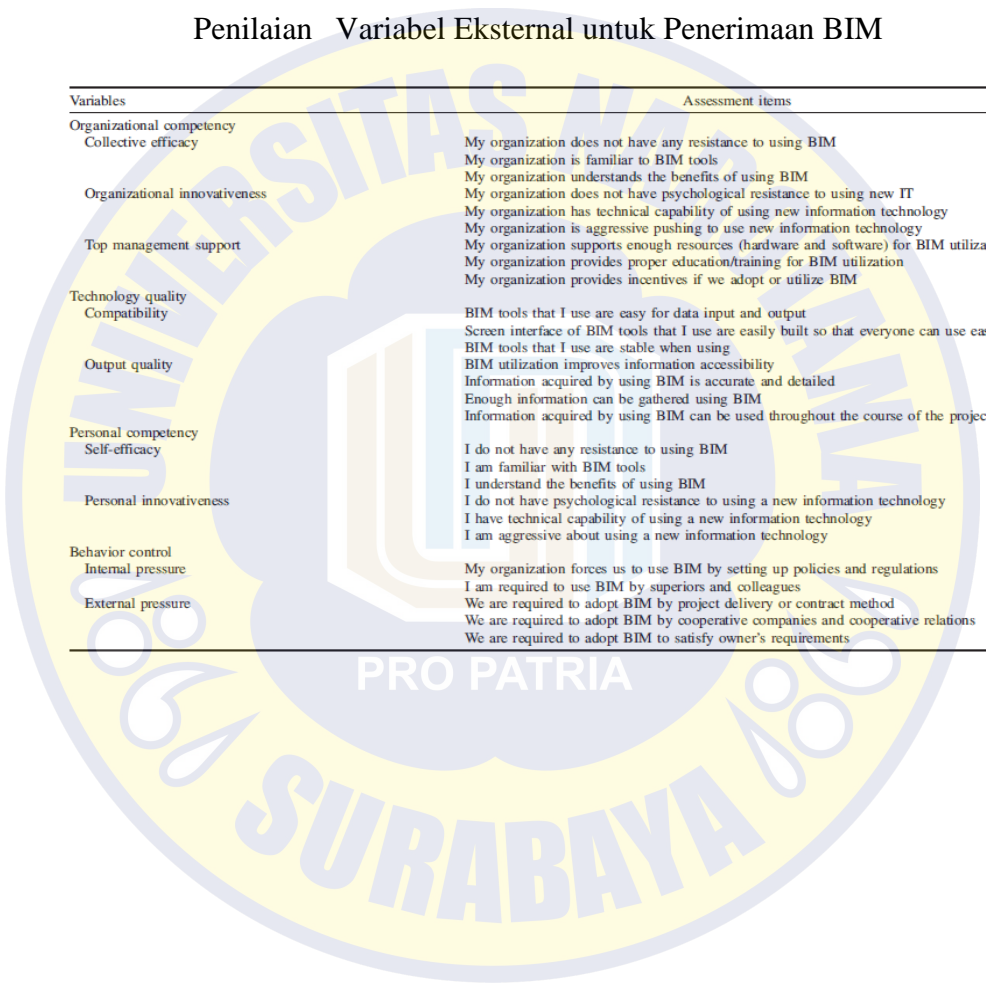 Penilaian Variabel Eksternal untuk Penerimaan BIM
Variables Assessment items
Organizational competency
Collective efficacy My organization does not have any resistance to using BIM
My organization is familiar to BIM tools
My organization understands the benefits of using BIM
Organizational innovativeness My organization does not have psychological resistance to using new IT
My organization has technical capability of using new information technology
My organization is aggressive pushing to use new information technology
Top management support My organization supports enough resources (hardware and software) for BIM utiliza
My organization provides proper education/training for BIM utilization
My organization provides incentives if we adopt or utilize BIM
Technology quality
Compatibility BIM tools that I use are easy for data input and output
Screen interface of BIM tools that I use are easily built so that everyone can use eas
BIM tools that I use are stable when using
Output quality BIM utilization improves information accessibility
Information acquired by using BIM is accurate and detailed
Enough information can be gathered using BIM
Information acquired by using BIM can be used throughout the course of the projec
Personal competency
Self-efficacy I do not have any resistance to using BIM
I am familiar with BIM tools
I understand the benefits of using BIM
Personal innovativeness I do not have psychological resistance to using a new information technology
I have technical capability of using a new information technology
I am aggressive about using a new information technology
Behavior control
Internal pressure My organization forces us to use BIM by setting up policies and regulations
I am required to use BIM by superiors and colleagues
External pressure We are required to adopt BIM by project delivery or contract method
We are required to adopt BIM by cooperative companies and cooperative relations
We are required to adopt BIM to satisfy owner's requirements
UNIVERSITAS NAROTAMA
PRO PATRIA
SURABAYA